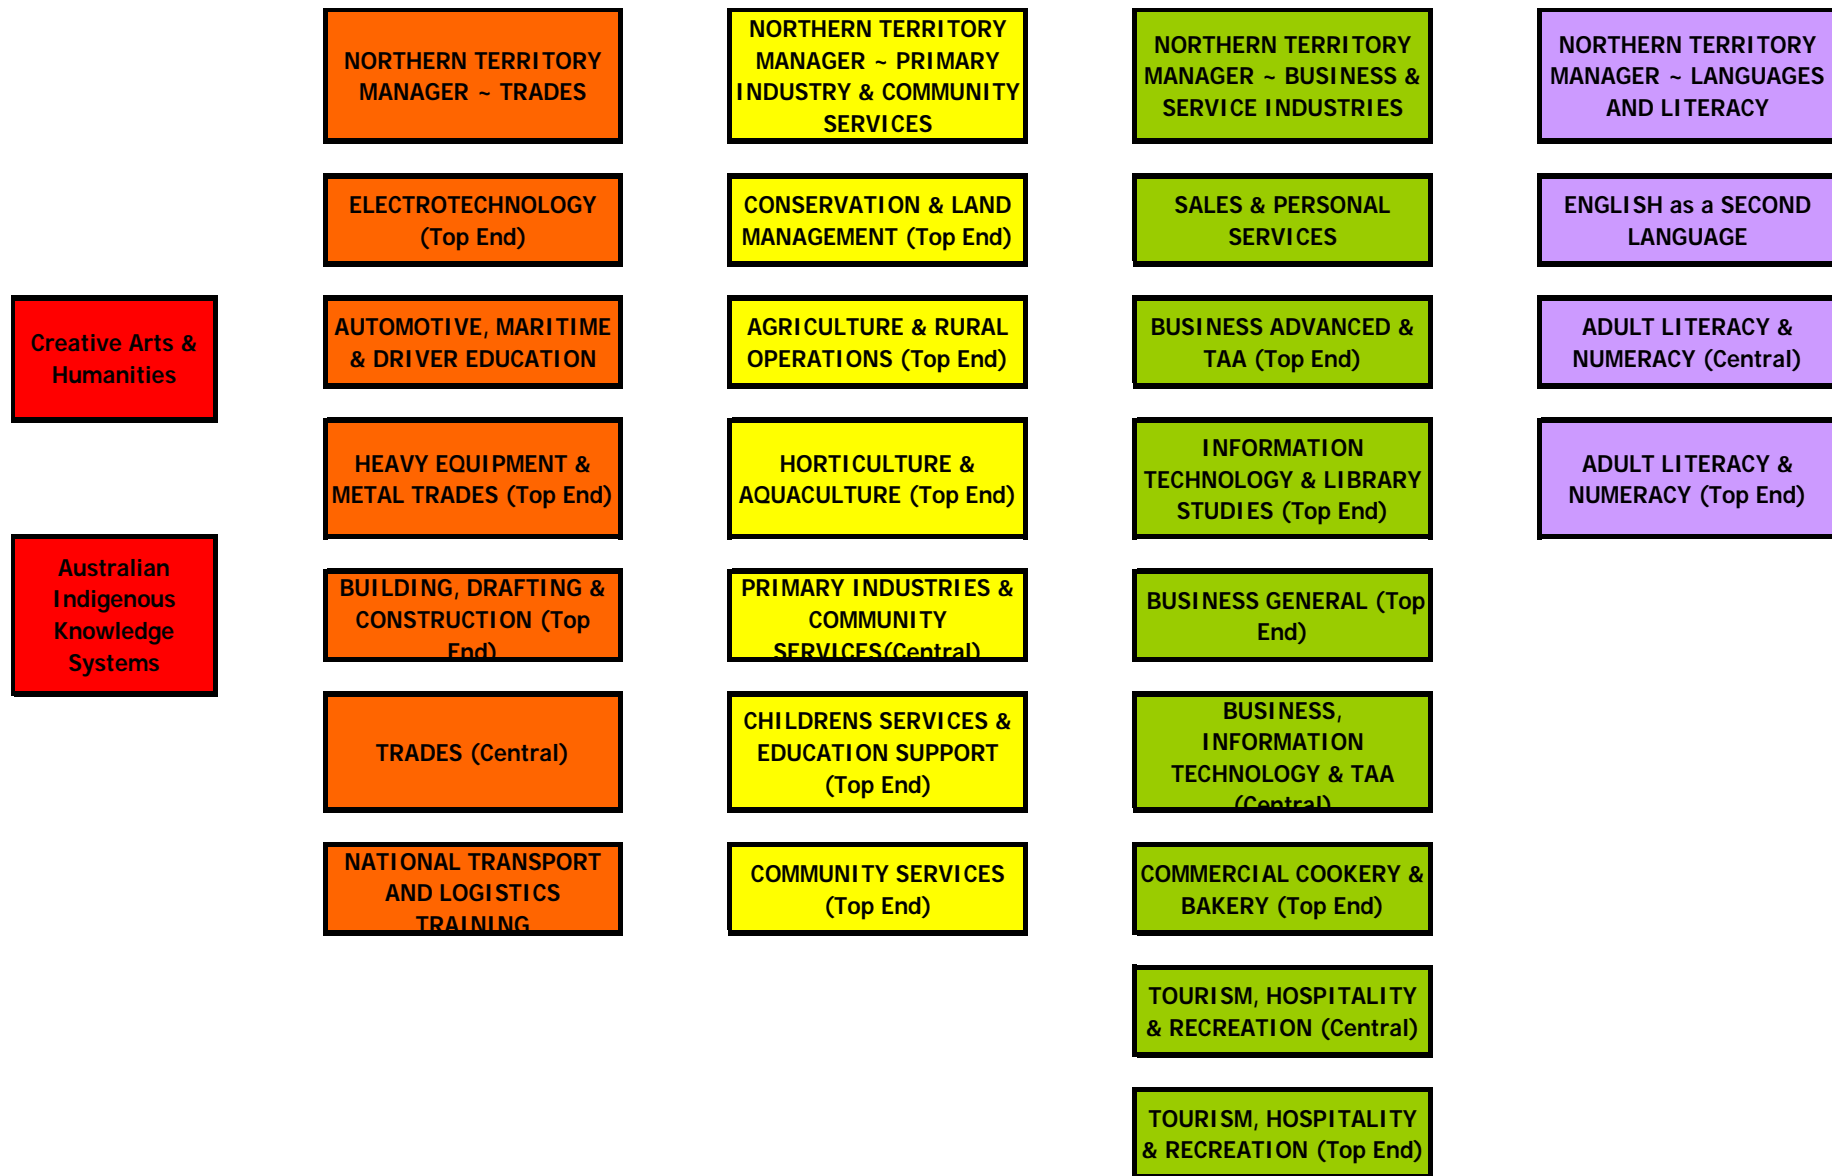 NORTHERN TERRITORY
MANAGER ~ TRADES
NORTHERN TERRITORY
MANAGER ~ PRIMARY
INDUSTRY & COMMUNITY
SERVICES
NORTHERN TERRITORY
MANAGER ~ BUSINESS &
SERVICE INDUSTRIES
NORTHERN TERRITORY
MANAGER ~ LANGUAGES
AND LITERACY
ELECTROTECHNOLOGY
(Top End)
CONSERVATION & LAND
MANAGEMENT (Top End)
SALES & PERSONAL
SERVICES
ENGLISH as a SECOND
LANGUAGE
Creative Arts &
Humanities
AUTOMOTIVE, MARITIME
& DRIVER EDUCATION
AGRICULTURE & RURAL
OPERATIONS (Top End)
BUSINESS ADVANCED &
TAA (Top End)
ADULT LITERACY &
NUMERACY (Central)
HEAVY EQUIPMENT &
METAL TRADES (Top End)
HORTICULTURE &
AQUACULTURE (Top End)
INFORMATION
TECHNOLOGY & LIBRARY
STUDIES (Top End)
ADULT LITERACY &
NUMERACY (Top End)
Australian
Indigenous
Knowledge
Systems
BUILDING, DRAFTING &
CONSTRUCTION (Top
End)
PRIMARY INDUSTRIES &
COMMUNITY
SERVICES(Central)
BUSINESS GENERAL (Top
End)
TRADES (Central)
CHILDRENS SERVICES &
EDUCATION SUPPORT
(Top End)
BUSINESS,
INFORMATION
TECHNOLOGY & TAA
(Central)
NATIONAL TRANSPORT
AND LOGISTICS
TRAINING
COMMUNITY SERVICES
(Top End)
COMMERCIAL COOKERY &
BAKERY (Top End)
TOURISM, HOSPITALITY
& RECREATION (Central)
TOURISM, HOSPITALITY
& RECREATION (Top End)